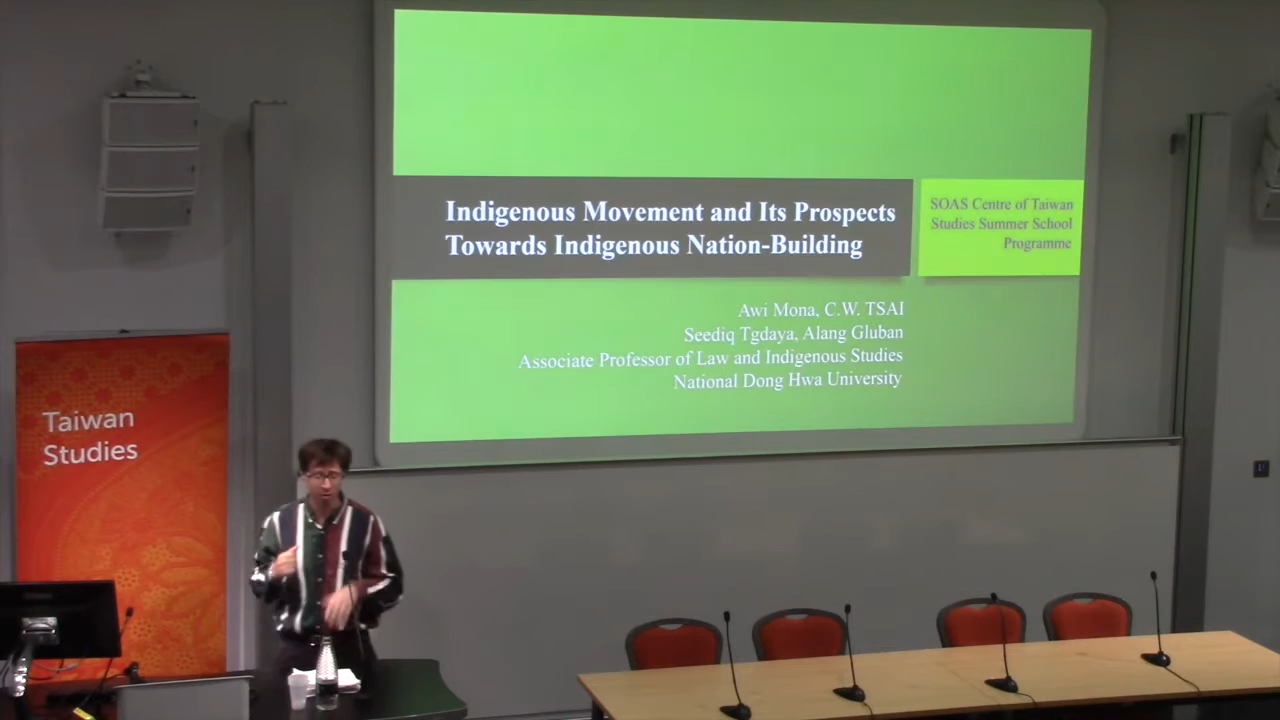 Indigenous Movement and Its Prospects
Towards Indigenous Nation-Building
SOAS Centre of Taiwan
Studies Summer School
Programme
Awi Mona, C.W. TSAI
Seediq Tgdaya, Alang Gluban
Associate Professor of Law and Indigenous Studies
National Dong Hwa University
Taiwan
Studies